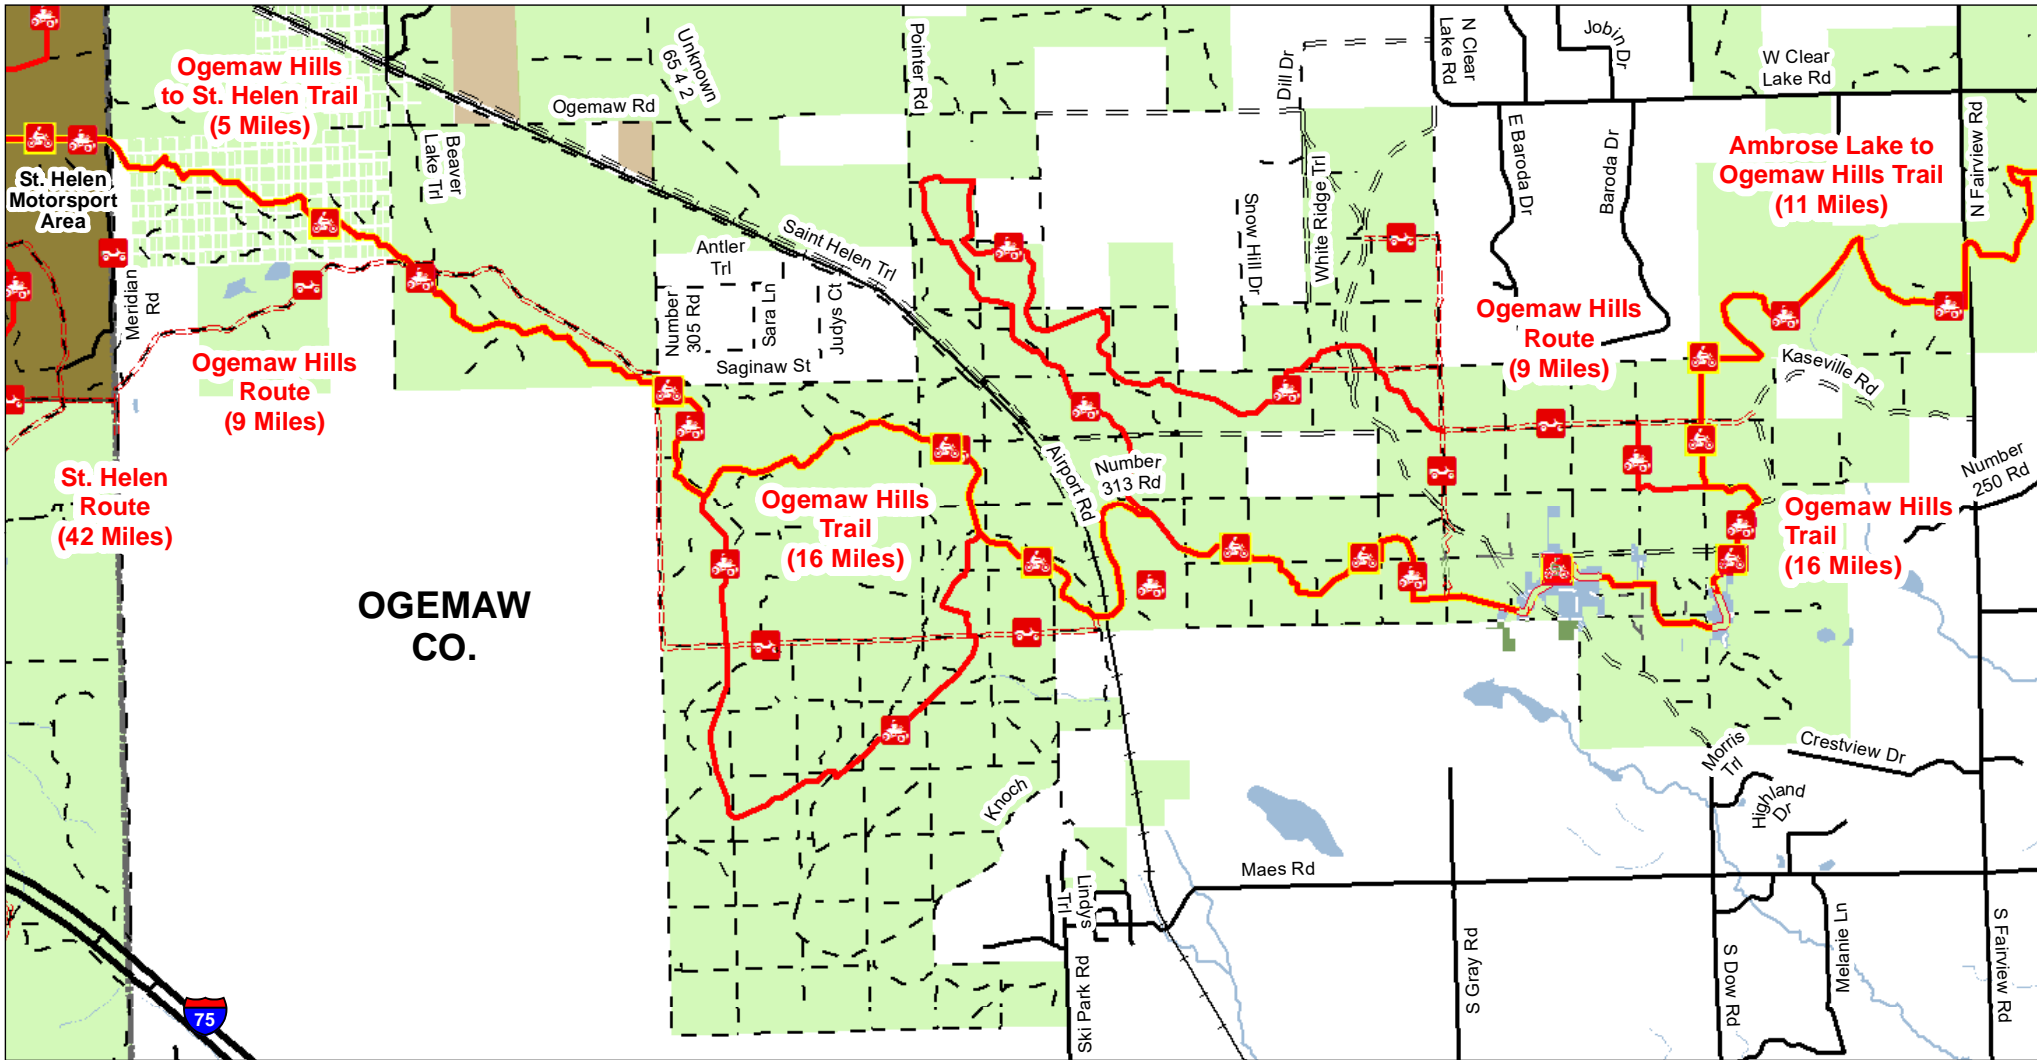 Ogemaw Hills
to St. Helen Trail
(5 Miles)
Unknown
65 4 2
Ogemaw Rd
Pointer Rd
Dill Dr
N Clear
Lake Rd
Jobin Dr
W Clear
Lake Rd
N Fairview Rd
St. Helen
Motorsport
Area
Beaver
Lake Trl
E Baroda Dr
Baroda Dr
Ambrose Lake to
Ogemaw Hills Trail
(11 Miles)
Meridian
Rd
Antler
Trl
Saint Helen Trl
Snow Hill Dr
White Ridge Trl
Number
305 Rd
Sara Ln
Judys Ct
Saginaw St
Ogemaw Hills
Route
(9 Miles)
Ogemaw Hills
Route
(9 Miles)
Kaseville Rd
St. Helen
Route
(42 Miles)
Ogemaw Hills
Trail
(16 Miles)
Airport Rd
Number
313 Rd
Number
250 Rd
Ogemaw Hills
Trail
(16 Miles)
OGEMAW
CO.
Knoch
Morris
Trl
Crestview Dr
Highland
Dr
Maes Rd
Lindys
Trl
Ski Park Rd
S Gray Rd
S Dow Rd
Melanie Ln
S Fairview Rd
75